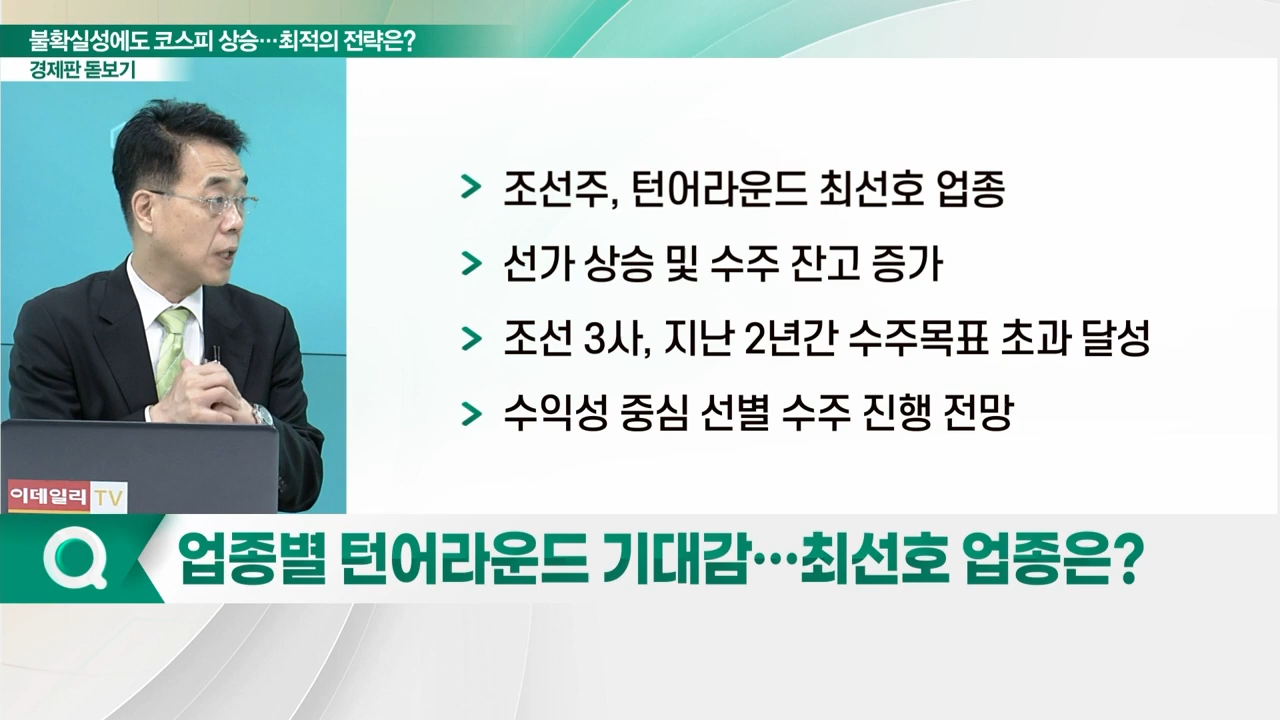 불확실성에도 코스피 상승…최적의 전략은?
경제판 돋보기
> 조선주, 턴어라운드 최선호 업종
> 선가 상승 및 수주 잔고 증가
> 조선 3사, 지난 2년간 수주목표 초과 달성
> 수익성 중심 선별 수주 진행 전망
이데일리 TV
Q 업종별 턴어라운드 기대감…최선호 업종은?